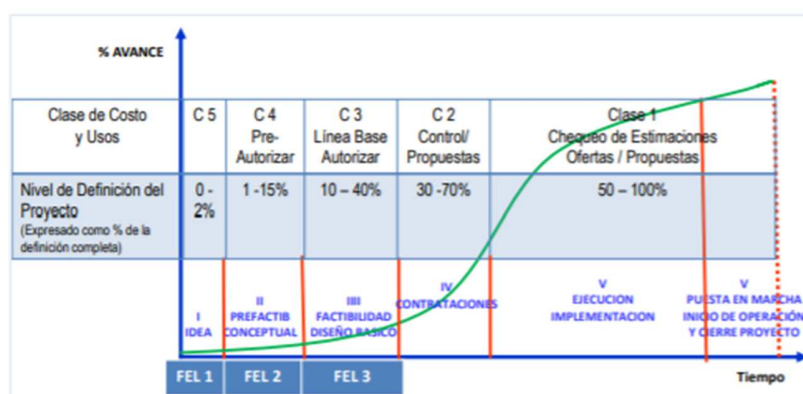 % AVANCE
Clase de Costo
y Usos
C 5
C 4
Pre-
Autorizar
C 3
Línea Base
Autorizar
C 2
Control/
Propuestas
Clase 1
Chequeo de Estimaciones
Ofertas / Propuestas
Nivel de Definición del
Proyecto
(Expresado como % de la
definición completa)
0 -
2%
1 -15%
10 – 40%
30 -70%
50 – 100%
I
IDEA
II
PREFACTIB
CONCEPTUAL
IIII
FACTIBILIDAD
DISEÑO BASICO
IV
CONTRATACIONES
V
EJECUCION
IMPLEMENTACION
V
PUESTA EN MARCHA
INICIO DE OPERACIÓN
Y CIERRE PROYECTO
FEL 1
FEL 2
FEL 3
Tiempo